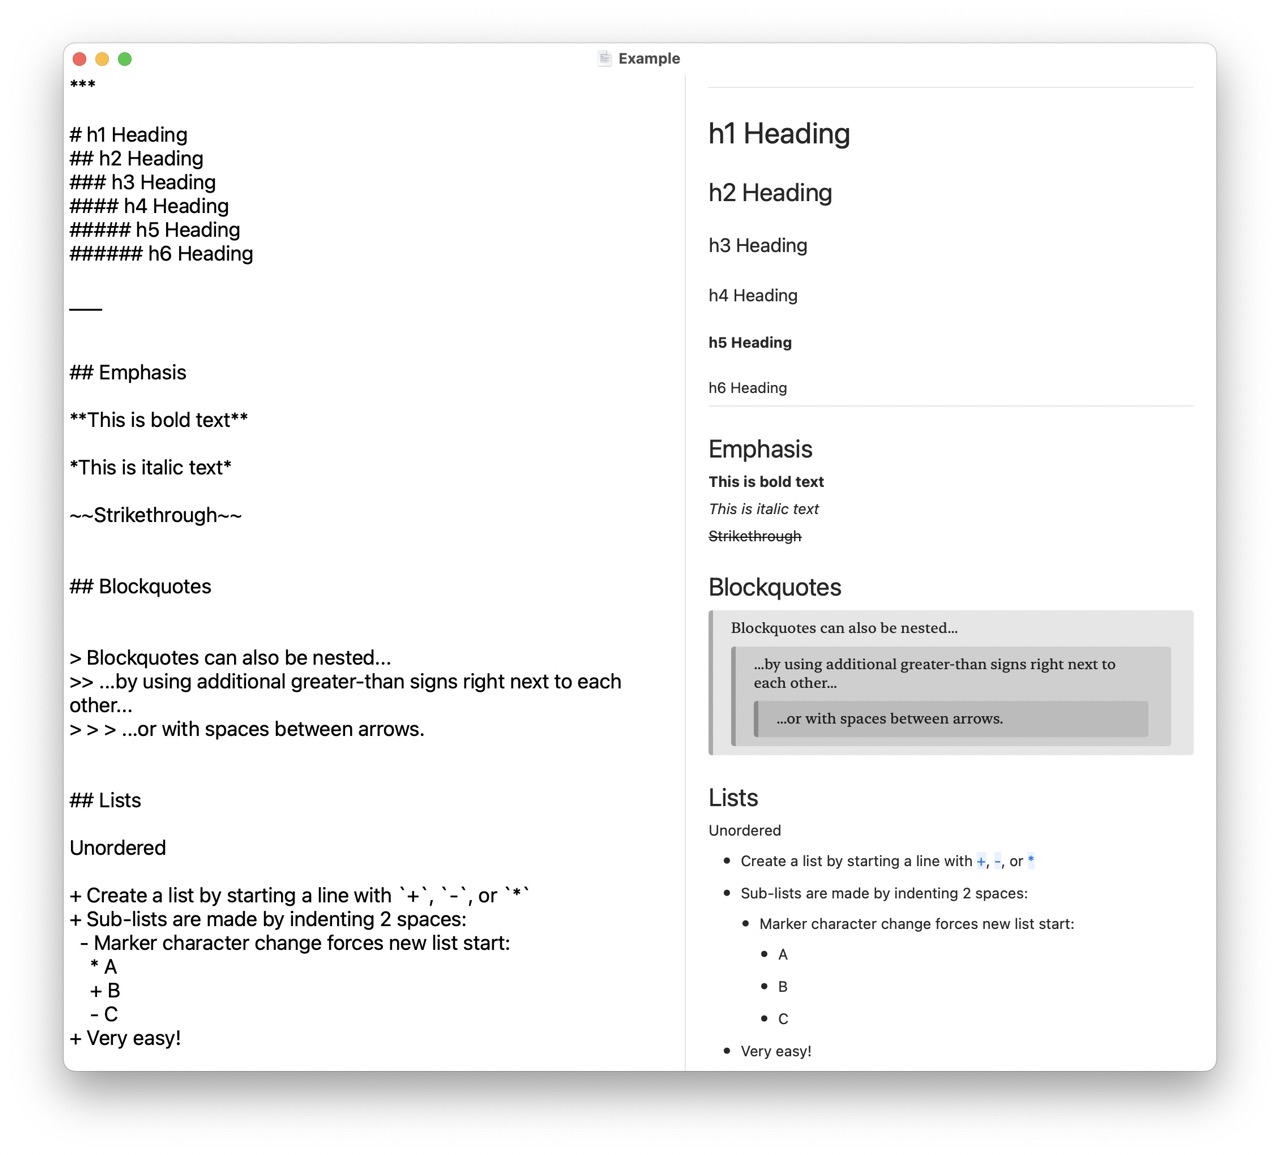 Example
***
# h1 Heading
## h2 Heading
### h3 Heading
#### h4 Heading
##### h5 Heading
###### h6 Heading
___
## Emphasis
**This is bold text**
*This is italic text*
~~Strikethrough~~
## Blockquotes
> Blockquotes can also be nested...
>> ...by using additional greater-than signs right next to each
other...
> > > ...or with spaces between arrows.
## Lists
Unordered
+ Create a list by starting a line with `+`, `-`, or `*`
+ Sub-lists are made by indenting 2 spaces:
  - Marker character change forces new list start:
    * A
    + B
    - C
+ Very easy!
h1 Heading
h2 Heading
h3 Heading
h4 Heading
h5 Heading
h6 Heading
Emphasis
This is bold text
This is italic text
Strikethrough
Blockquotes
Blockquotes can also be nested...
...by using additional greater-than signs right next to
each other...
...or with spaces between arrows.
Lists
Unordered
• Create a list by starting a line with +, -, or *
• Sub-lists are made by indenting 2 spaces:
• Marker character change forces new list start:
• A
• B
• C
• Very easy!